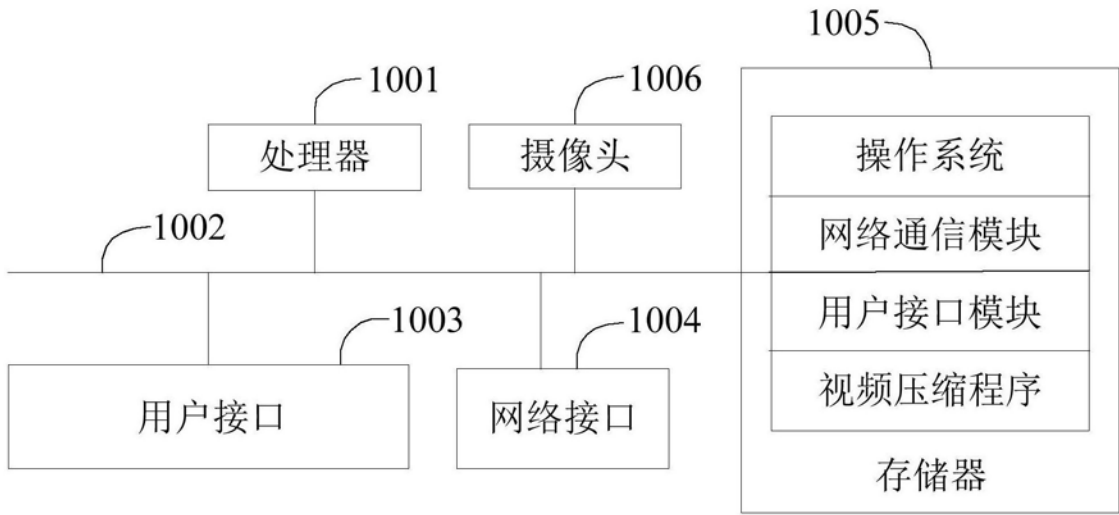 1005
1001
1006
处理器
摄像头
操作系统
1002
网络通信模块
1003
1004
用户接口模块
用户接口
网络接口
视频压缩程序
存储器